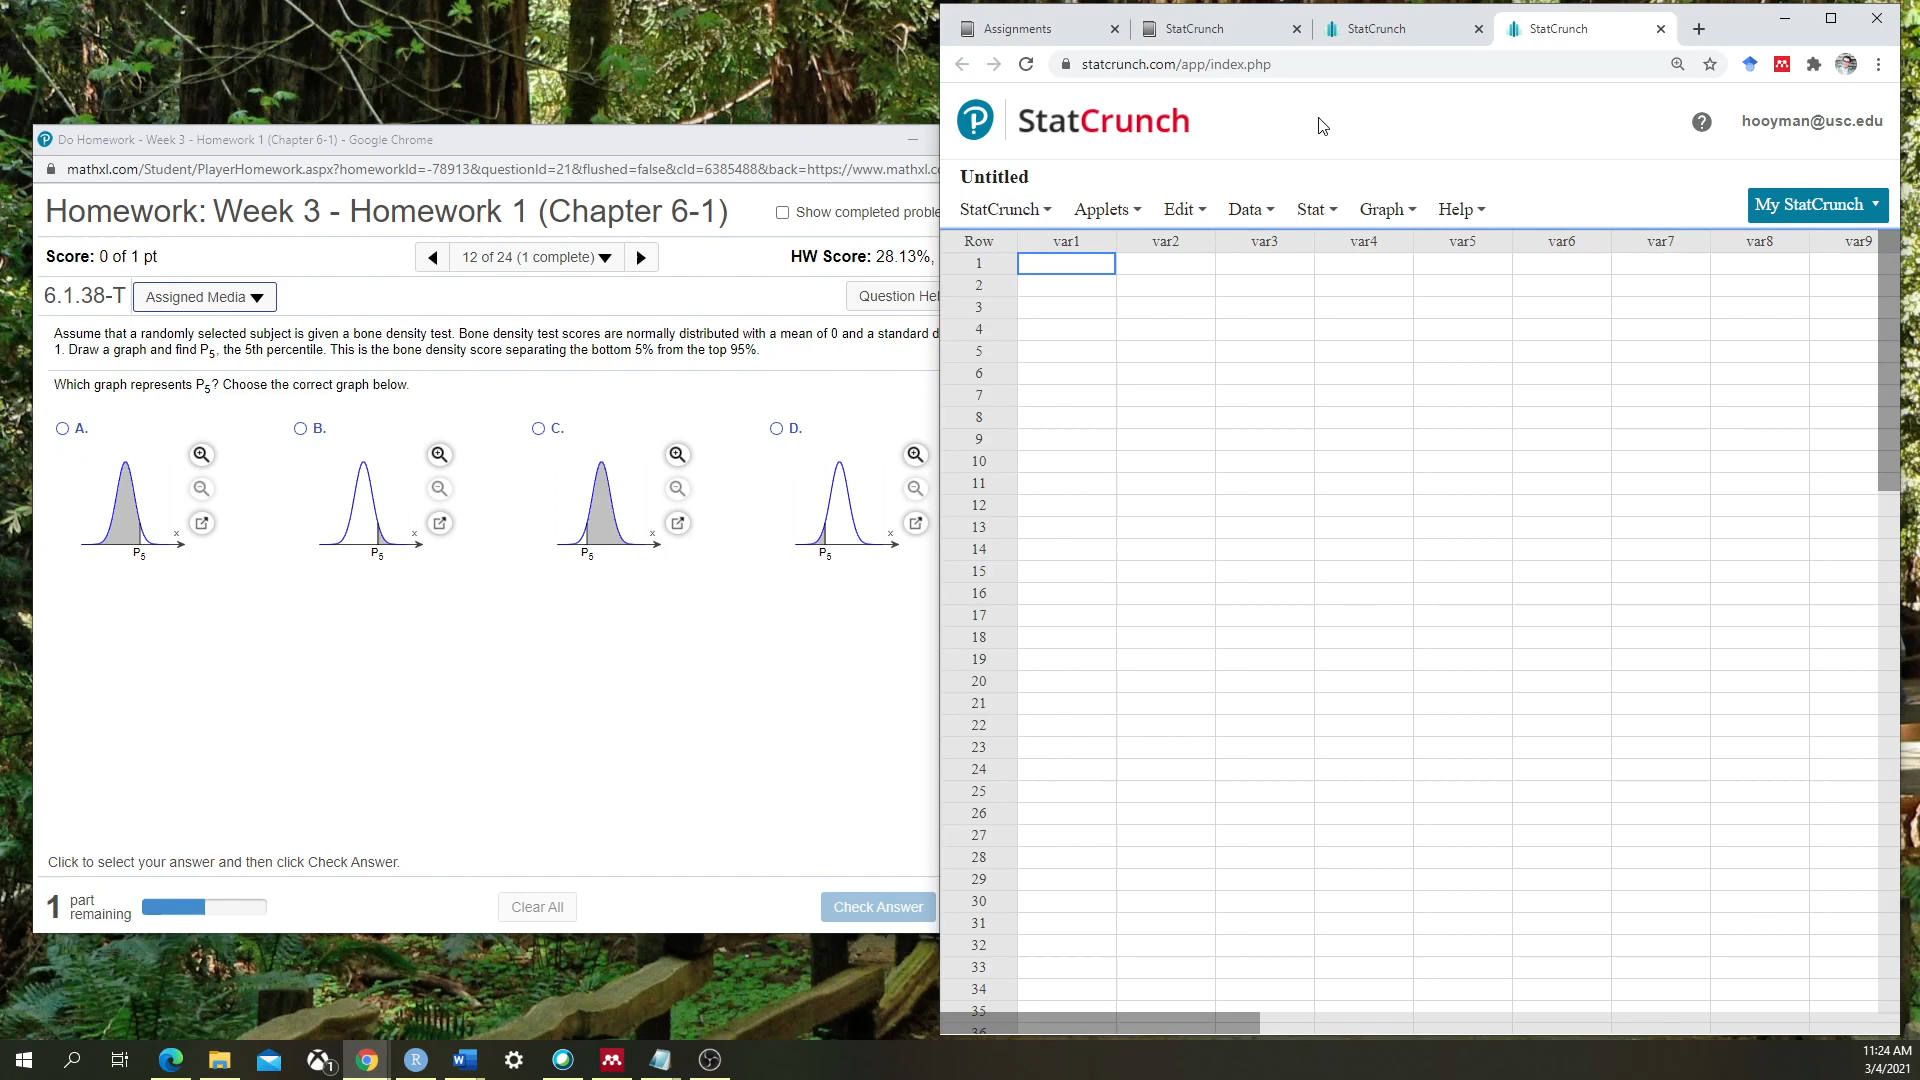 Assignments
StatCrunch
StatCrunch
StatCrunch
statcrunch.com/app/index.php
StatCrunch
hooyman@usc.edu
Untitled
StatCrunch Applets Edit Data Stat Graph Help
My StatCrunch
Row var1 var2 var3 var4 var5 var6 var7 var8 var9
1
2
3
4
5
6
7
8
9
10
11
12
13
14
15
16
17
18
19
20
21
22
23
24
25
26
27
28
29
30
31
32
33
34
35
36
Do Homework - Week 3 - Homework 1 (Chapter 6-1) - Google Chrome
mathxl.com/Student/PlayerHomework.aspx?homeworkId=-78913&questionId=21&flushed=false&cId=6385488&back=https://www.mathxl.c
Homework: Week 3 - Homework 1 (Chapter 6-1)
Show completed proble
Score: 0 of 1 pt
12 of 24 (1 complete)
HW Score: 28.13%,
6.1.38-T
Assigned Media
Question Hel
Assume that a randomly selected subject is given a bone density test. Bone density test scores are normally distributed with a mean of 0 and a standard d
1. Draw a graph and find P5, the 5th percentile. This is the bone density score separating the bottom 5% from the top 95%.
Which graph represents P5? Choose the correct graph below.
A. B. C. D.
x x x x
P5 P5 P5 P5
Click to select your answer and then click Check Answer.
1 part
remaining
Clear All
Check Answer
11:24 AM
3/4/2021